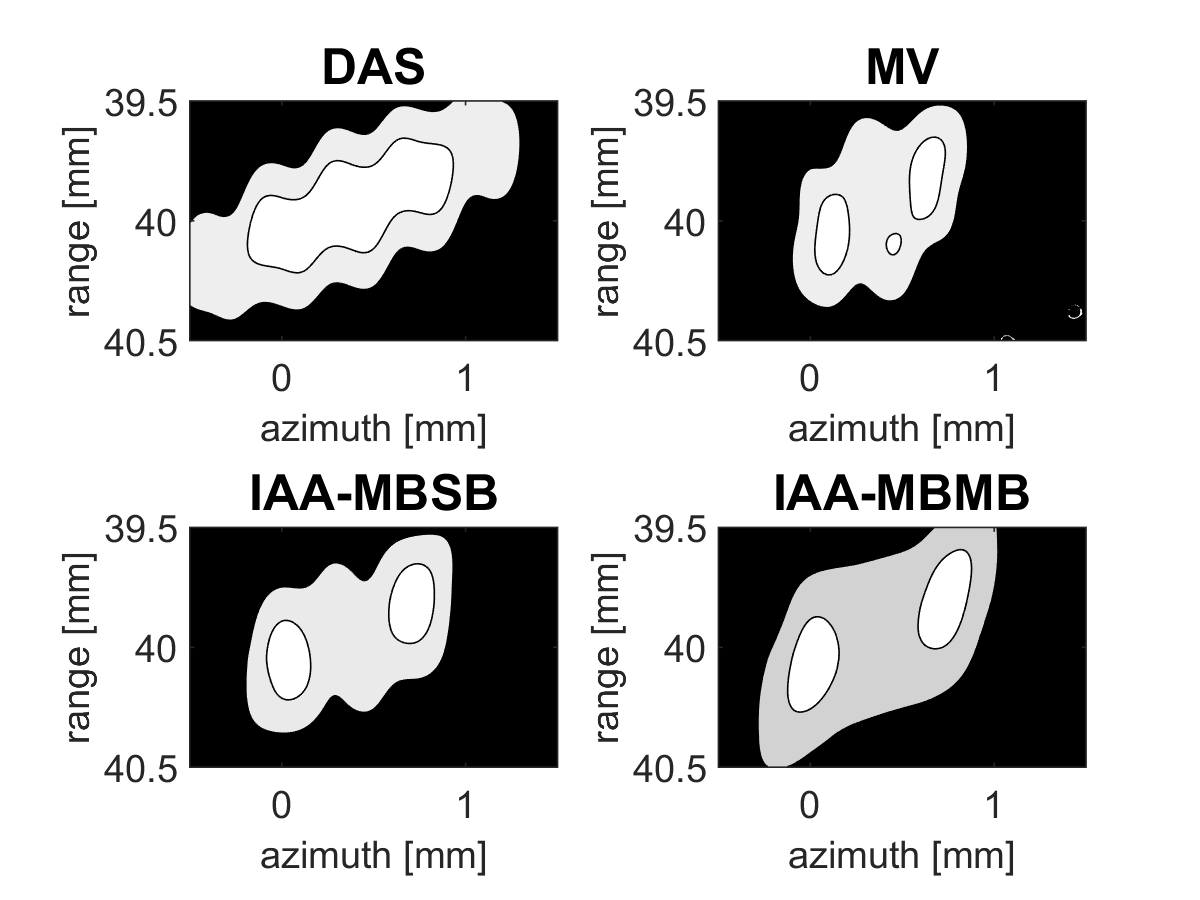 DAS
39.5
40
40.5
range [mm]
0 1
azimuth [mm]
MV
39.5
40
40.5
range [mm]
0 1
azimuth [mm]
IAA-MBSB
39.5
40
40.5
range [mm]
0 1
azimuth [mm]
IAA-MBMB
39.5
40
40.5
range [mm]
0 1
azimuth [mm]